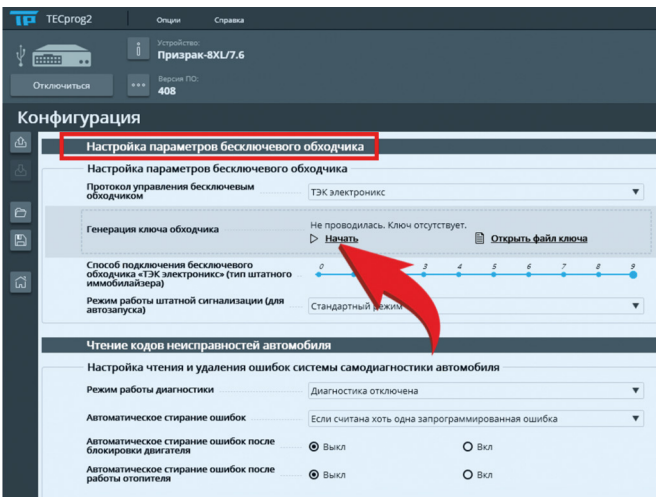 TECprog2 Опции Справка
Устройство:
Призрак-8XL/7.6
Отключиться
Версия ПО:
408
Конфигурация
Настройка параметров бесключевого обходчика
Настройка параметров бесключевого обходчика
Протокол управления бесключевым
обходчиком
ТЭК электроникс
Генерация ключа обходчика
Не проводилась. Ключ отсутствует.
Начать Открыть файл ключа
Способ подключения бесключевого
обходчика «ТЭК электроникс» (тип штатного
иммобилайзера)
0 3 4 5 6 7 8 9
Режим работы штатной сигнализации (для
автозапуска)
Стандартный режим
Чтение кодов неисправностей автомобиля
Настройка чтения и удаления ошибок системы самодиагностики автомобиля
Режим работы диагностики
Диагностика отключена
Автоматическое стирание ошибок
Если считана хоть одна запрограммированная ошибка
Автоматическое стирание ошибок после
блокировки двигателя
Выкл Вкл
Автоматическое стирание ошибок после
работы отопителя
Выкл Вкл